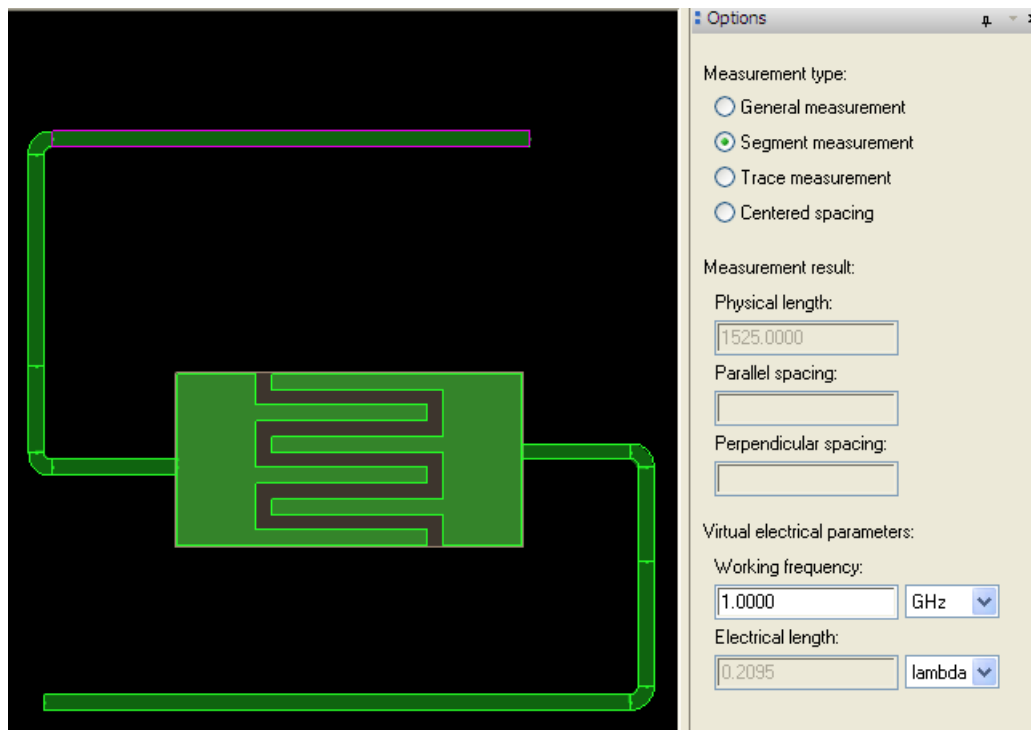 Options
Measurement type:
General measurement
Segment measurement
Trace measurement
Centered spacing
Measurement result:
Physical length:
1525.0000
Parallel spacing:
Perpendicular spacing:
Virtual electrical parameters:
Working frequency:
1.0000 GHz
Electrical length:
0.2095 lambda